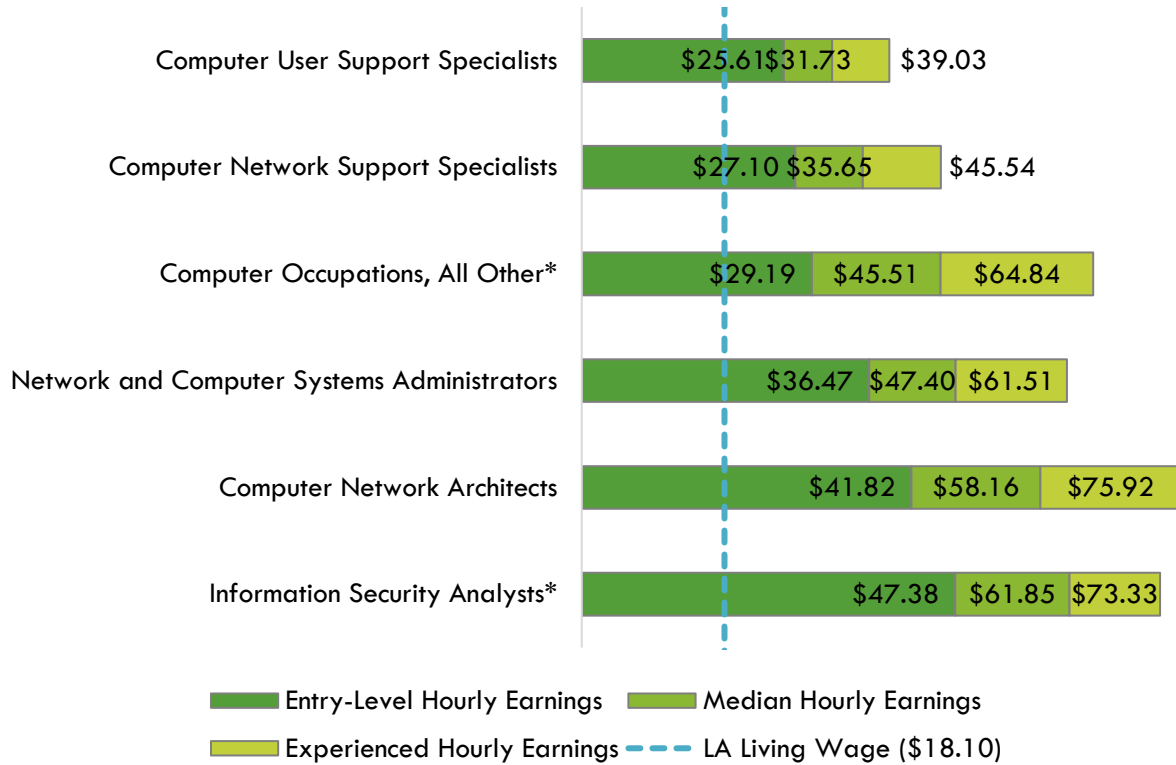 Computer User Support Specialists $25.61 $31.73 $39.03
Computer Network Support Specialists $27.10 $35.65 $45.54
Computer Occupations, All Other* $29.19 $45.51 $64.84
Network and Computer Systems Administrators $36.47 $47.40 $61.51
Computer Network Architects $41.82 $58.16 $75.92
Information Security Analysts* $47.38 $61.85 $73.33
Entry-Level Hourly Earnings Median Hourly Earnings
Experienced Hourly Earnings LA Living Wage ($18.10)